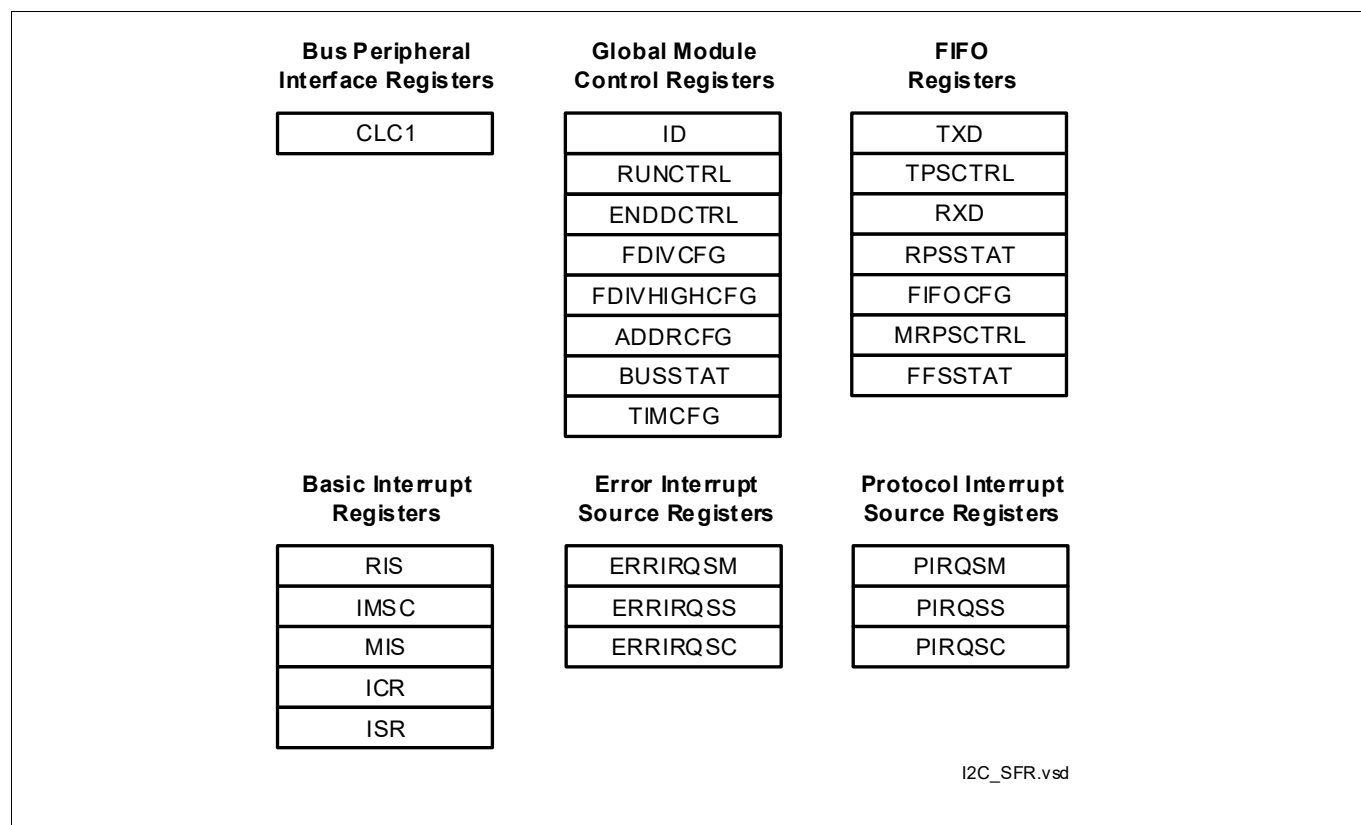 Bus Peripheral
Interface Registers
CLC1
Global Module
Control Registers
ID
RUNCTRL
ENDDCTRL
FDIVCFG
FDIVHIGHCFG
ADDRCFG
BUSSTAT
TIMCFG
FIFO
Registers
TXD
TPSCTRL
RXD
RPSSTAT
FIFOCFG
MRPSCTRL
FFSSTAT
Basic Interrupt
Registers
RIS
IMSC
MIS
ICR
ISR
Error Interrupt
Source Registers
ERRIRQSM
ERRIRQSS
ERRIRQSC
Protocol Interrupt
Source Registers
PIRQSM
PIRQSS
PIRQSC
I2C_SFR.vsd